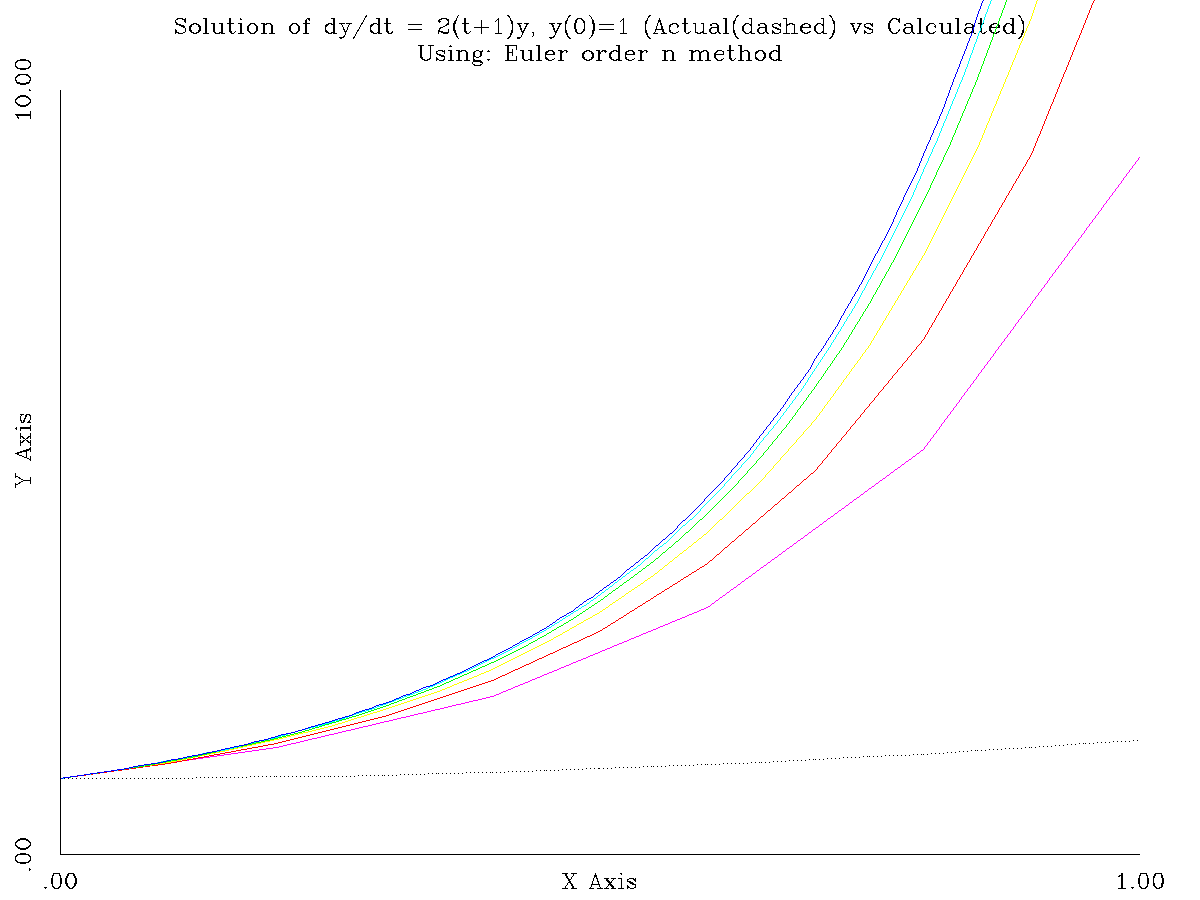 Solution of dy/dt = 2(t+1)y, y(0)=1 (Actual(dashed) vs Calculated)
Using: Euler order n method
10.00
Y Axis
.00
.00
X Axis
1.00